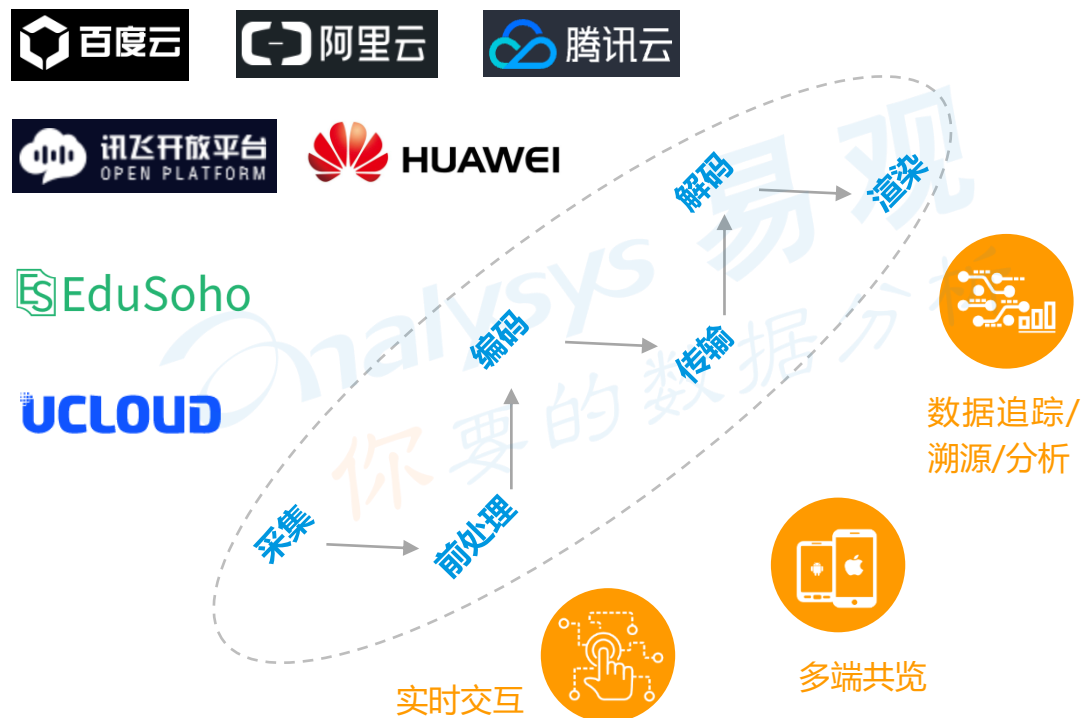 百度云
阿里云
腾讯云
讯飞开放平台
OPEN PLATFORM
HUAWEI
ES EduSoho
UCLOUD
解码
渲染
编码
传输
采集
前处理
数据追踪/
溯源/分析
多端共览
实时交互
analysys 易观
你要的数据分析